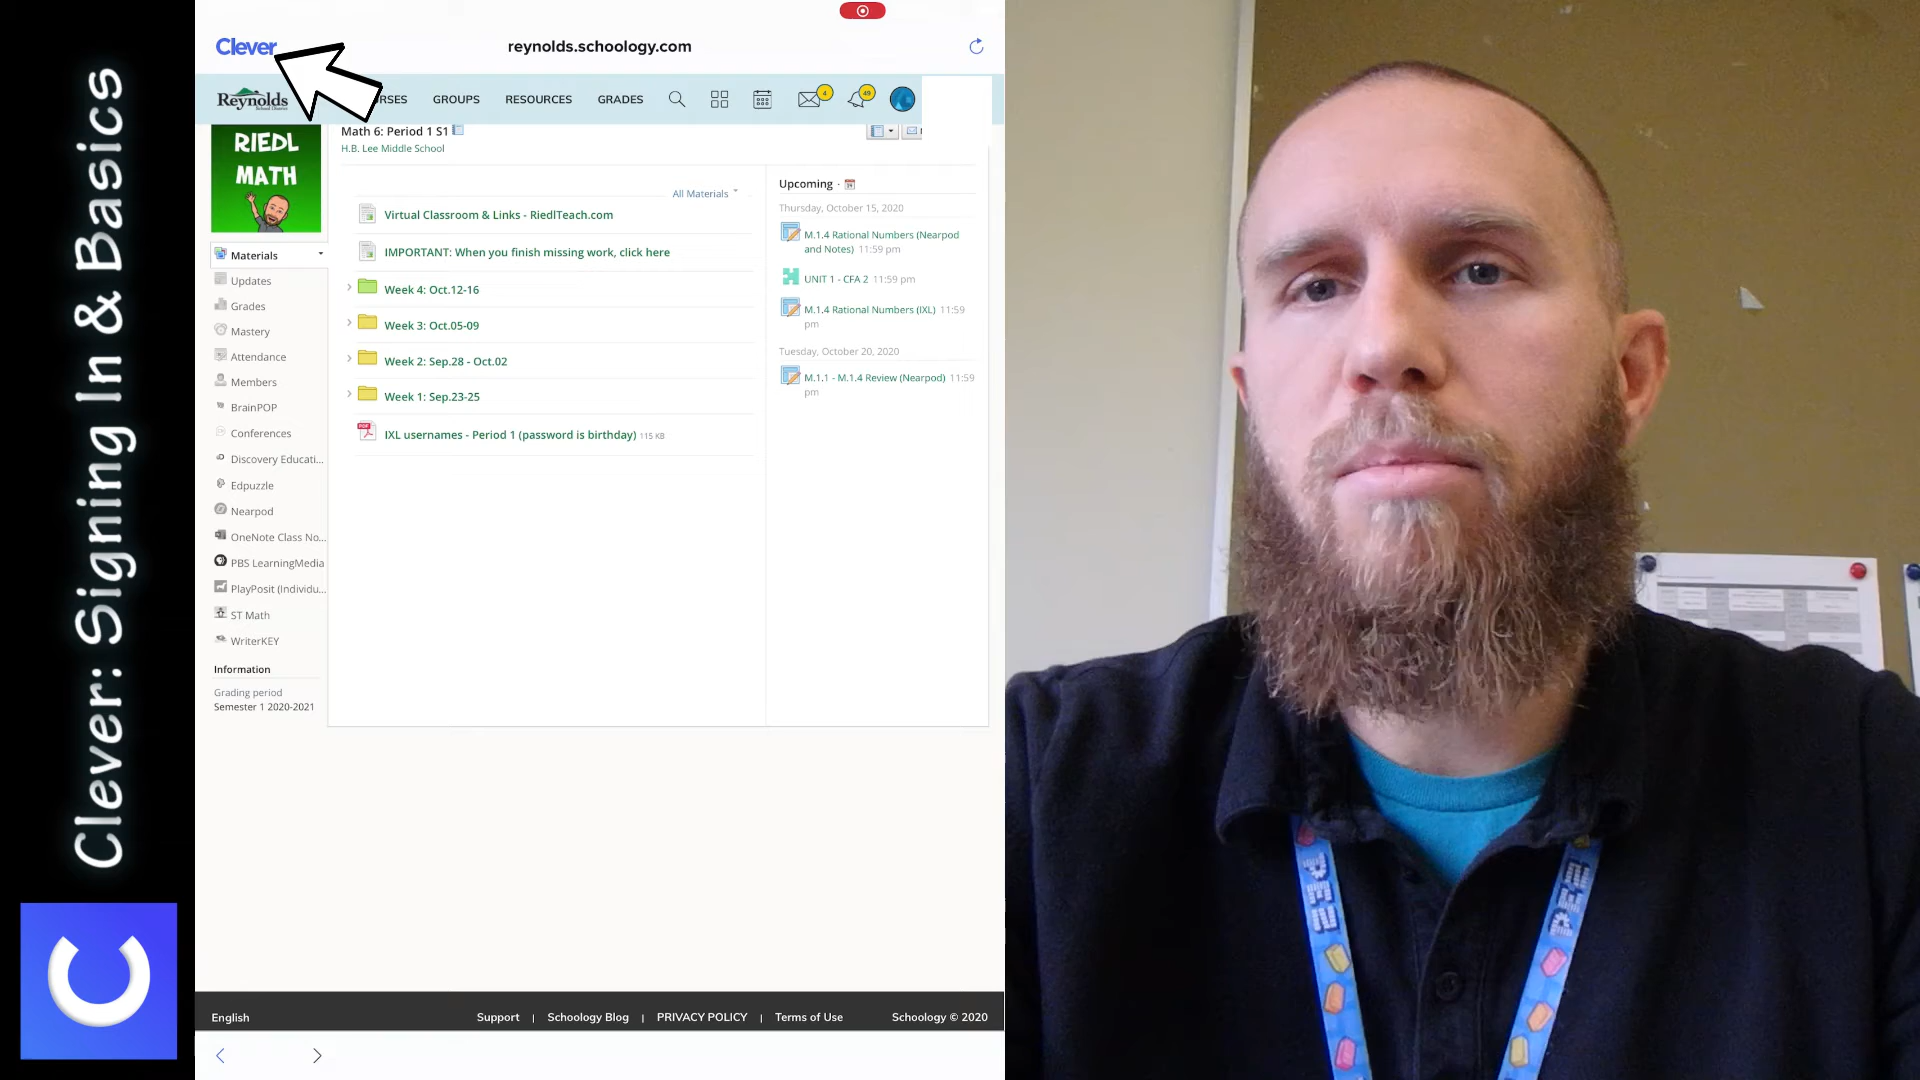 Clever: Signing In & Basics
Clever
reynolds.schoology.com
Reynolds
RSES
GROUPS
RESOURCES
GRADES
4
49
RIEDL
MATH
Math 6: Period 1 S1
H.B. Lee Middle School
Materials
Updates
Grades
Mastery
Attendance
Members
BrainPOP
Conferences
Discovery Educati...
Edpuzzle
Nearpod
OneNote Class No...
PBS LearningMedia
PlayPosit (Individu...
ST Math
WriterKEY
Information
Grading period
Semester 1 2020-2021
All Materials
Virtual Classroom & Links - RiedlTeach.com
IMPORTANT: When you finish missing work, click here
Week 4: Oct.12-16
Week 3: Oct.05-09
Week 2: Sep.28 - Oct.02
Week 1: Sep.23-25
IXL usernames - Period 1 (password is birthday) 115 KB
Upcoming ·
Thursday, October 15, 2020
M.1.4 Rational Numbers (Nearpod
and Notes) 11:59 pm
UNIT 1 - CFA 2 11:59 pm
M.1.4 Rational Numbers (IXL) 11:59
pm
Tuesday, October 20, 2020
M.1.1 - M.1.4 Review (Nearpod) 11:59
pm
English
Support | Schoology Blog | PRIVACY POLICY | Terms of Use
Schoology © 2020
PEZ
PEZ